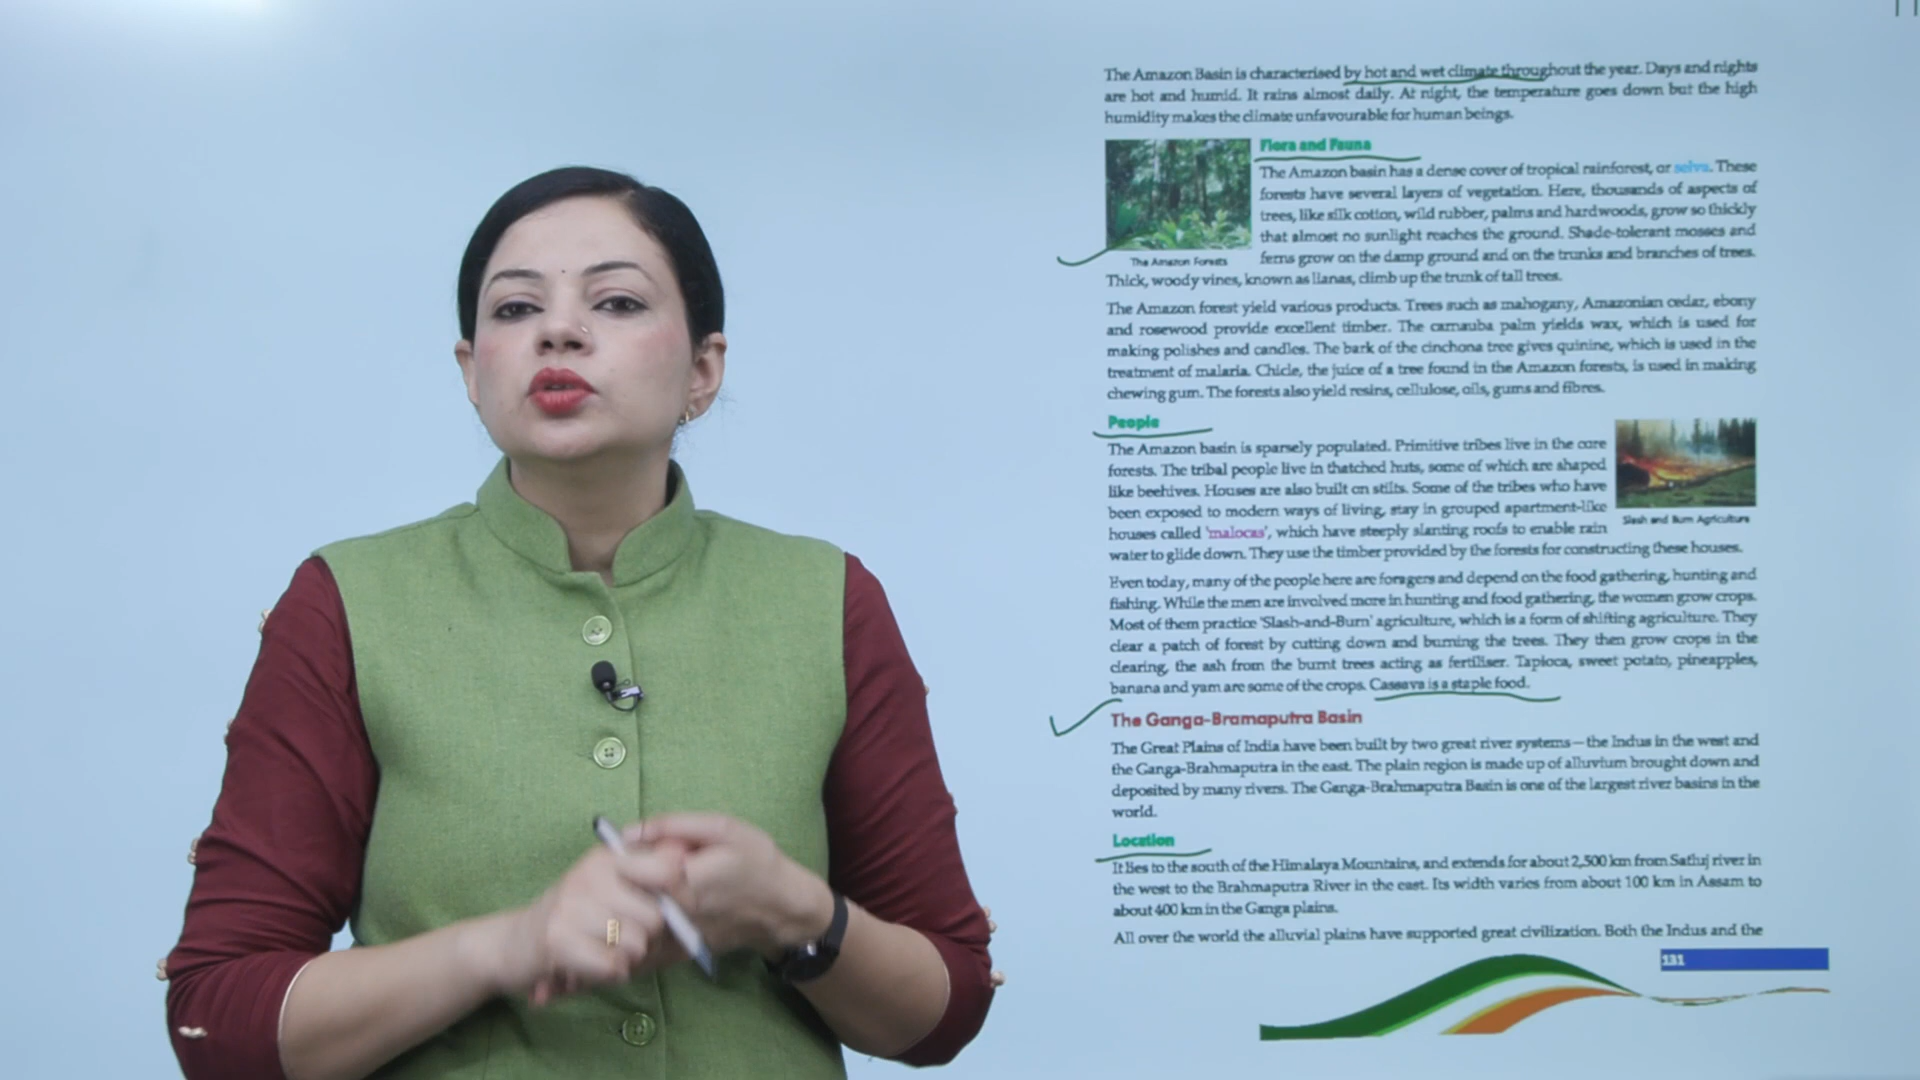 The Amazon Basin is characterised by hot and wet climate throughout the year. Days and nights
are hot and humid. It rains almost daily. At night, the temperature goes down but the high
humidity makes the climate unfavourable for human beings.
Flora and Fauna
The Amazon basin has a dense cover of tropical rainforest, or selva. These
forests have several layers of vegetation. Here, thousands of aspects of
trees, like silk cotton, wild rubber, palms and hardwoods, grow so thickly
that almost no sunlight reaches the ground. Shade-tolerant mosses and
ferns grow on the damp ground and on the trunks and branches of trees.
The Amazon Forests
Thick, woody vines, known as lianas, climb up the trunk of tall trees.
The Amazon forest yield various products. Trees such as mahogany, Amazonian cedar, ebony
and rosewood provide excellent timber. The carnauba palm yields wax, which is used for
making polishes and candles. The bark of the cinchona tree gives quinine, which is used in the
treatment of malaria. Chicle, the juice of a tree found in the Amazon forests, is used in making
chewing gum. The forests also yield resins, cellulose, oils, gums and fibres.
People
The Amazon basin is sparsely populated. Primitive tribes live in the core
forests. The tribal people live in thatched huts, some of which are shaped
like beehives. Houses are also built on stilts. Some of the tribes who have
been exposed to modern ways of living, stay in grouped apartment-like
houses called 'malocas', which have steeply slanting roofs to enable rain
Slash and Burn Agriculture
water to glide down. They use the timber provided by the forests for constructing these houses.
Even today, many of the people here are foragers and depend on the food gathering, hunting and
fishing. While the men are involved more in hunting and food gathering, the women grow crops.
Most of them practice 'Slash-and-Burn' agriculture, which is a form of shifting agriculture. They
clear a patch of forest by cutting down and burning the trees. They then grow crops in the
clearing, the ash from the burnt trees acting as fertiliser. Tapioca, sweet potato, pineapples,
banana and yam are some of the crops. Cassava is a staple food.
The Ganga-Bramaputra Basin
The Great Plains of India have been built by two great river systems—the Indus in the west and
the Ganga-Brahmaputra in the east. The plain region is made up of alluvium brought down and
deposited by many rivers. The Ganga-Brahmaputra Basin is one of the largest river basins in the
world.
Location
It lies to the south of the Himalaya Mountains, and extends for about 2,500 km from Satluj river in
the west to the Brahmaputra River in the east. Its width varies from about 100 km in Assam to
about 400 km in the Ganga plains.
All over the world the alluvial plains have supported great civilization. Both the Indus and the
131